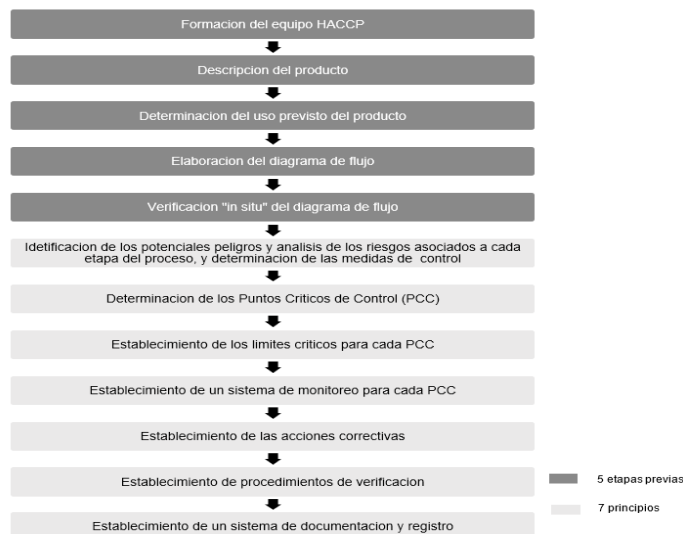 Formacion del equipo HACCP
Descripcion del producto
Determinacion del uso previsto del producto
Elaboracion del diagrama de flujo
Verificacion "in situ" del diagrama de flujo
Idetificacion de los potenciales peligros y analisis de los riesgos asociados a cada
etapa del proceso, y determinacion de las medidas de control
Determinacion de los Puntos Criticos de Control (PCC)
Establecimiento de los limites criticos para cada PCC
Establecimiento de un sistema de monitoreo para cada PCC
Establecimiento de las acciones correctivas
Establecimiento de procedimientos de verificacion
Establecimiento de un sistema de documentacion y registro
5 etapas previas
7 principios